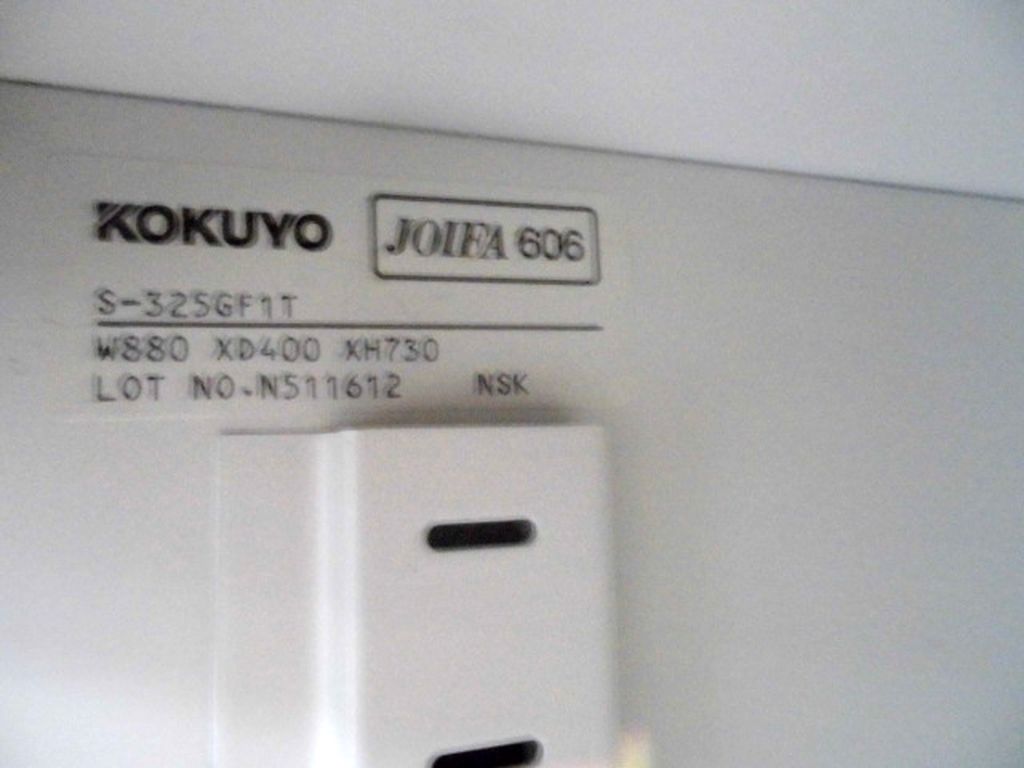 KOKUYO JOIFA 606
S-325GF1T
W880 XD400 XH730
LOT NO.N511612 NSK